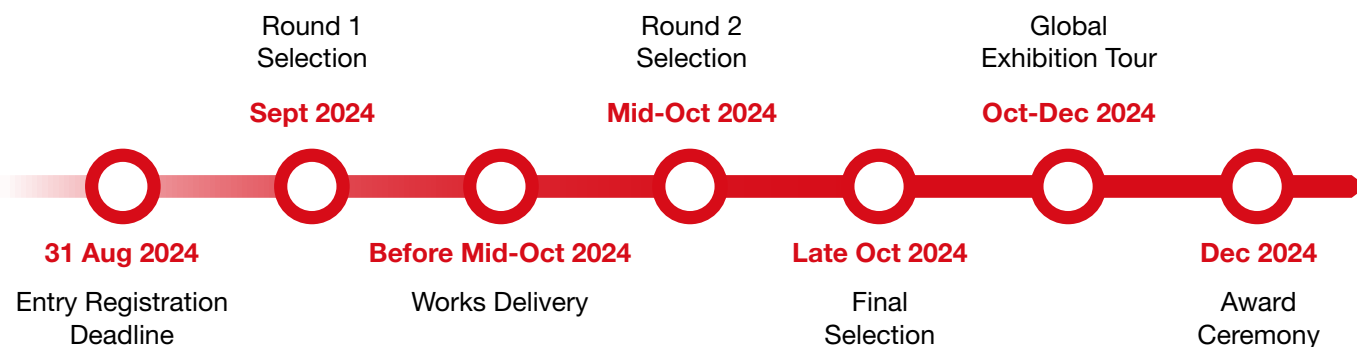 Round 1
Selection
Sept 2024
Round 2
Selection
Mid-Oct 2024
Global
Exhibition Tour
Oct-Dec 2024
31 Aug 2024
Entry Registration
Deadline
Before Mid-Oct 2024
Works Delivery
Late Oct 2024
Final
Selection
Dec 2024
Award
Ceremony